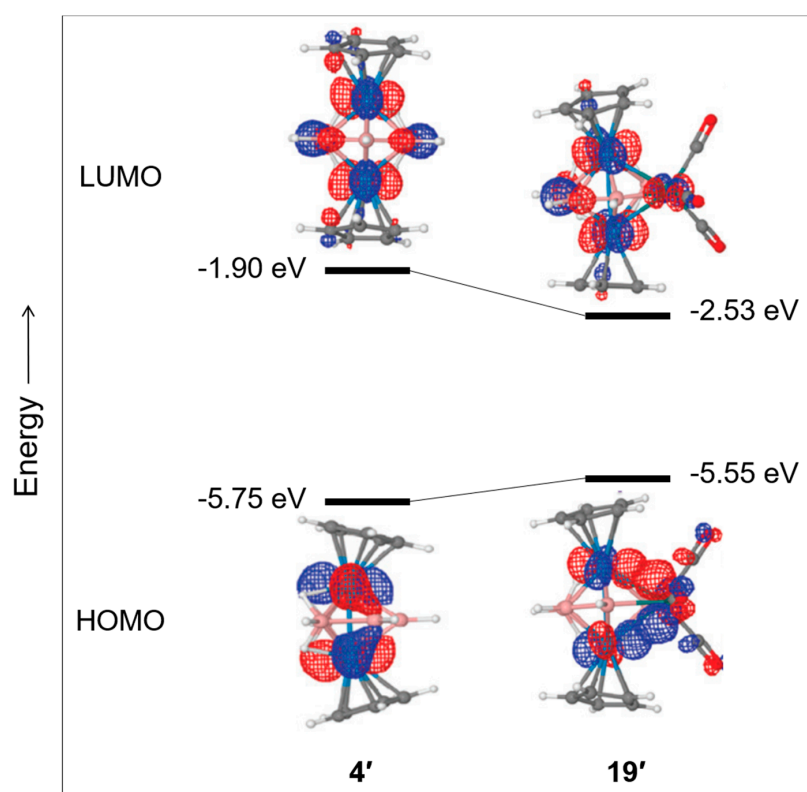 LUMO
-1.90 eV
-2.53 eV
Energy
-5.75 eV
-5.55 eV
HOMO
4′ 19′